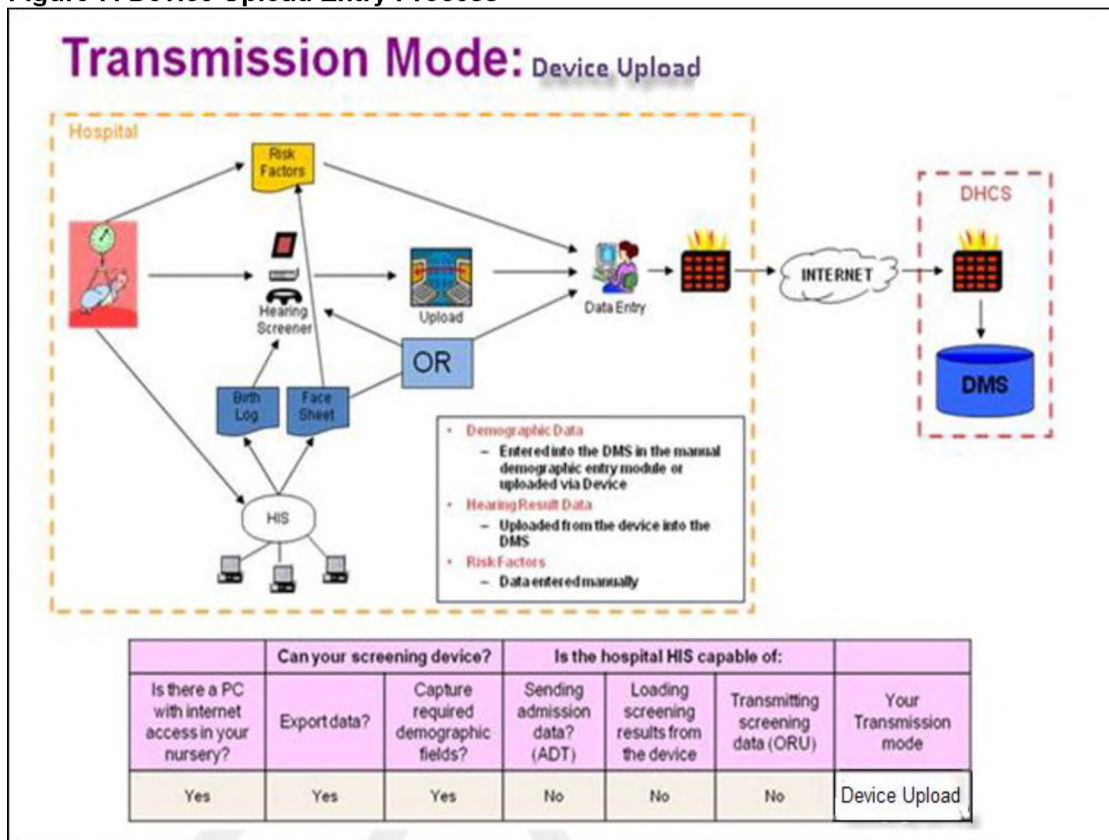 Transmission Mode: Device Upload
Hospital
Risk
Factors
DHCS
INTERNET
Hearing
Screener
Upload
Data Entry
OR
DMS
Birth
Log
Face
Sheet
HIS
• Demographic Data
– Entered into the DMS in the manual
demographic entry module or
uploaded via Device
• Hearing Result Data
– Uploaded from the device into the
DMS
• Risk Factors
– Data entered manually
Can your screening device?
Is the hospital HIS capable of:
Is there a PC
with internet
access in your
nursery?
Export data?
Capture
required
demographic
fields?
Sending
admission
data?
(ADT)
Loading
screening
results from
the device
Transmitting
screening
data (ORU)
Your
Transmission
mode
Yes
Yes
Yes
No
No
No
Device Upload